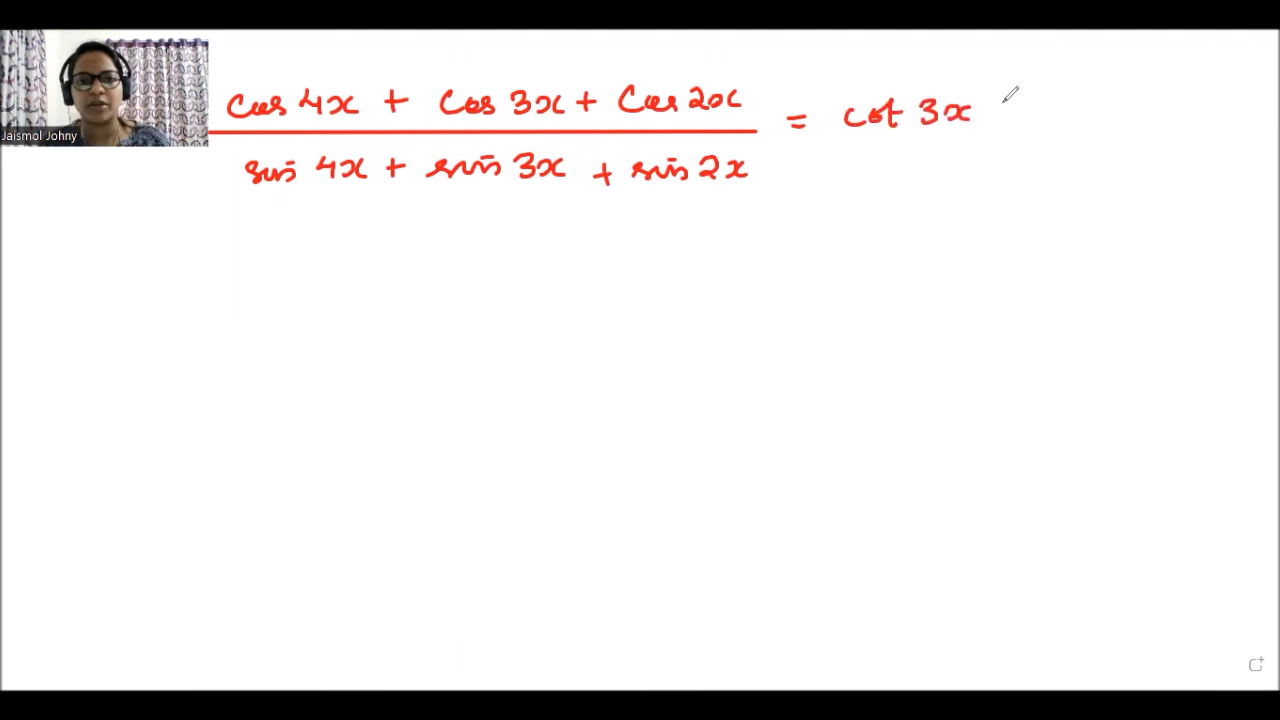 cos 4x + cos 3x + cos 2x
= cot 3x
sin 4x + sin 3x + sin 2x
Jaismol Johny